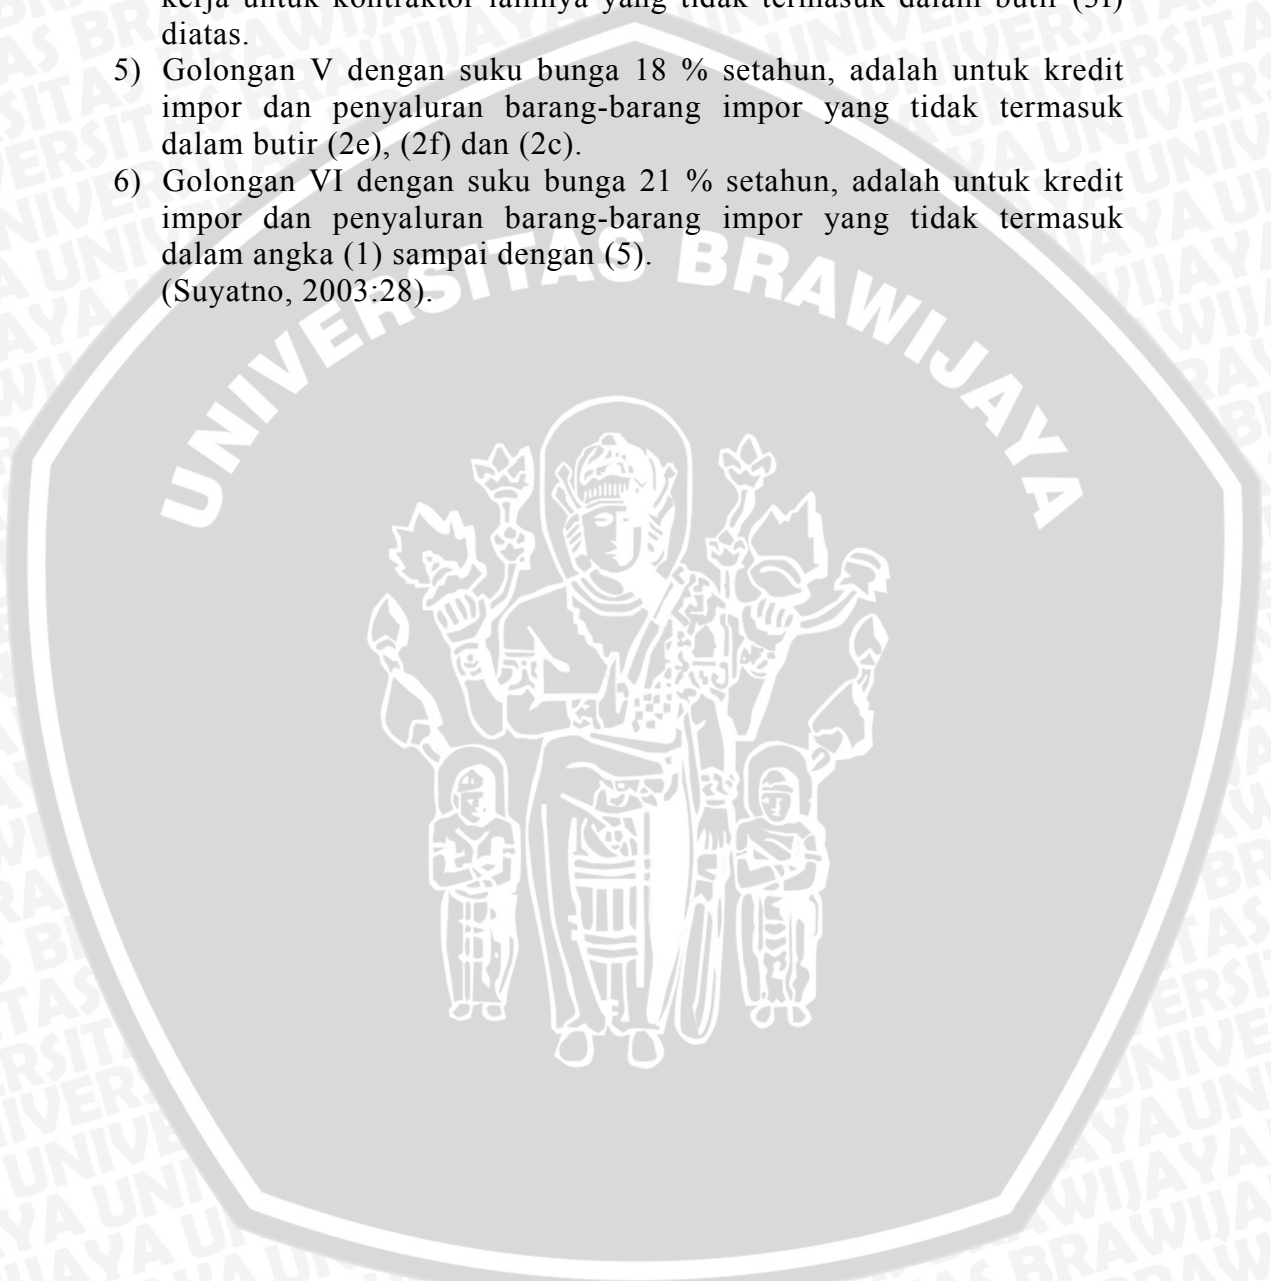 kerja untuk kontraktor lainnya yang tidak termasuk dalam butir (3f)
diatas.
5) Golongan V dengan suku bunga 18 % setahun, adalah untuk kredit
impor dan penyaluran barang-barang impor yang tidak termasuk
dalam butir (2e), (2f) dan (2c).
6) Golongan VI dengan suku bunga 21 % setahun, adalah untuk kredit
impor dan penyaluran barang-barang impor yang tidak termasuk
dalam angka (1) sampai dengan (5).
(Suyatno, 2003:28).
UNIVERSITAS BRAWIJAYA